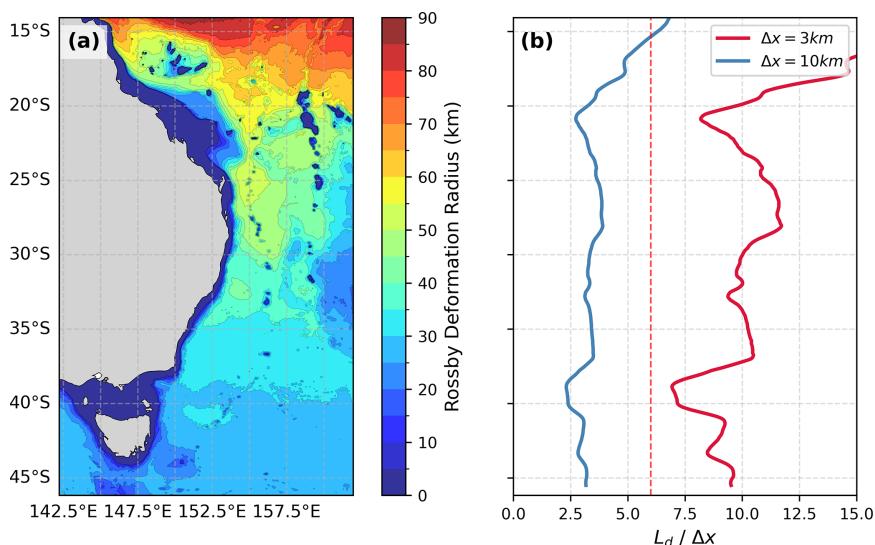 (a)
15°S
20°S
25°S
30°S
35°S
40°S
45°S
142.5°E 147.5°E 152.5°E 157.5°E
90
80
70
60
50
40
30
20
10
0
Rossby Deformation Radius (km)
(b)
Δx = 3km
Δx = 10km
0.0 2.5 5.0 7.5 10.0 12.5 15.0
L_d / Δx